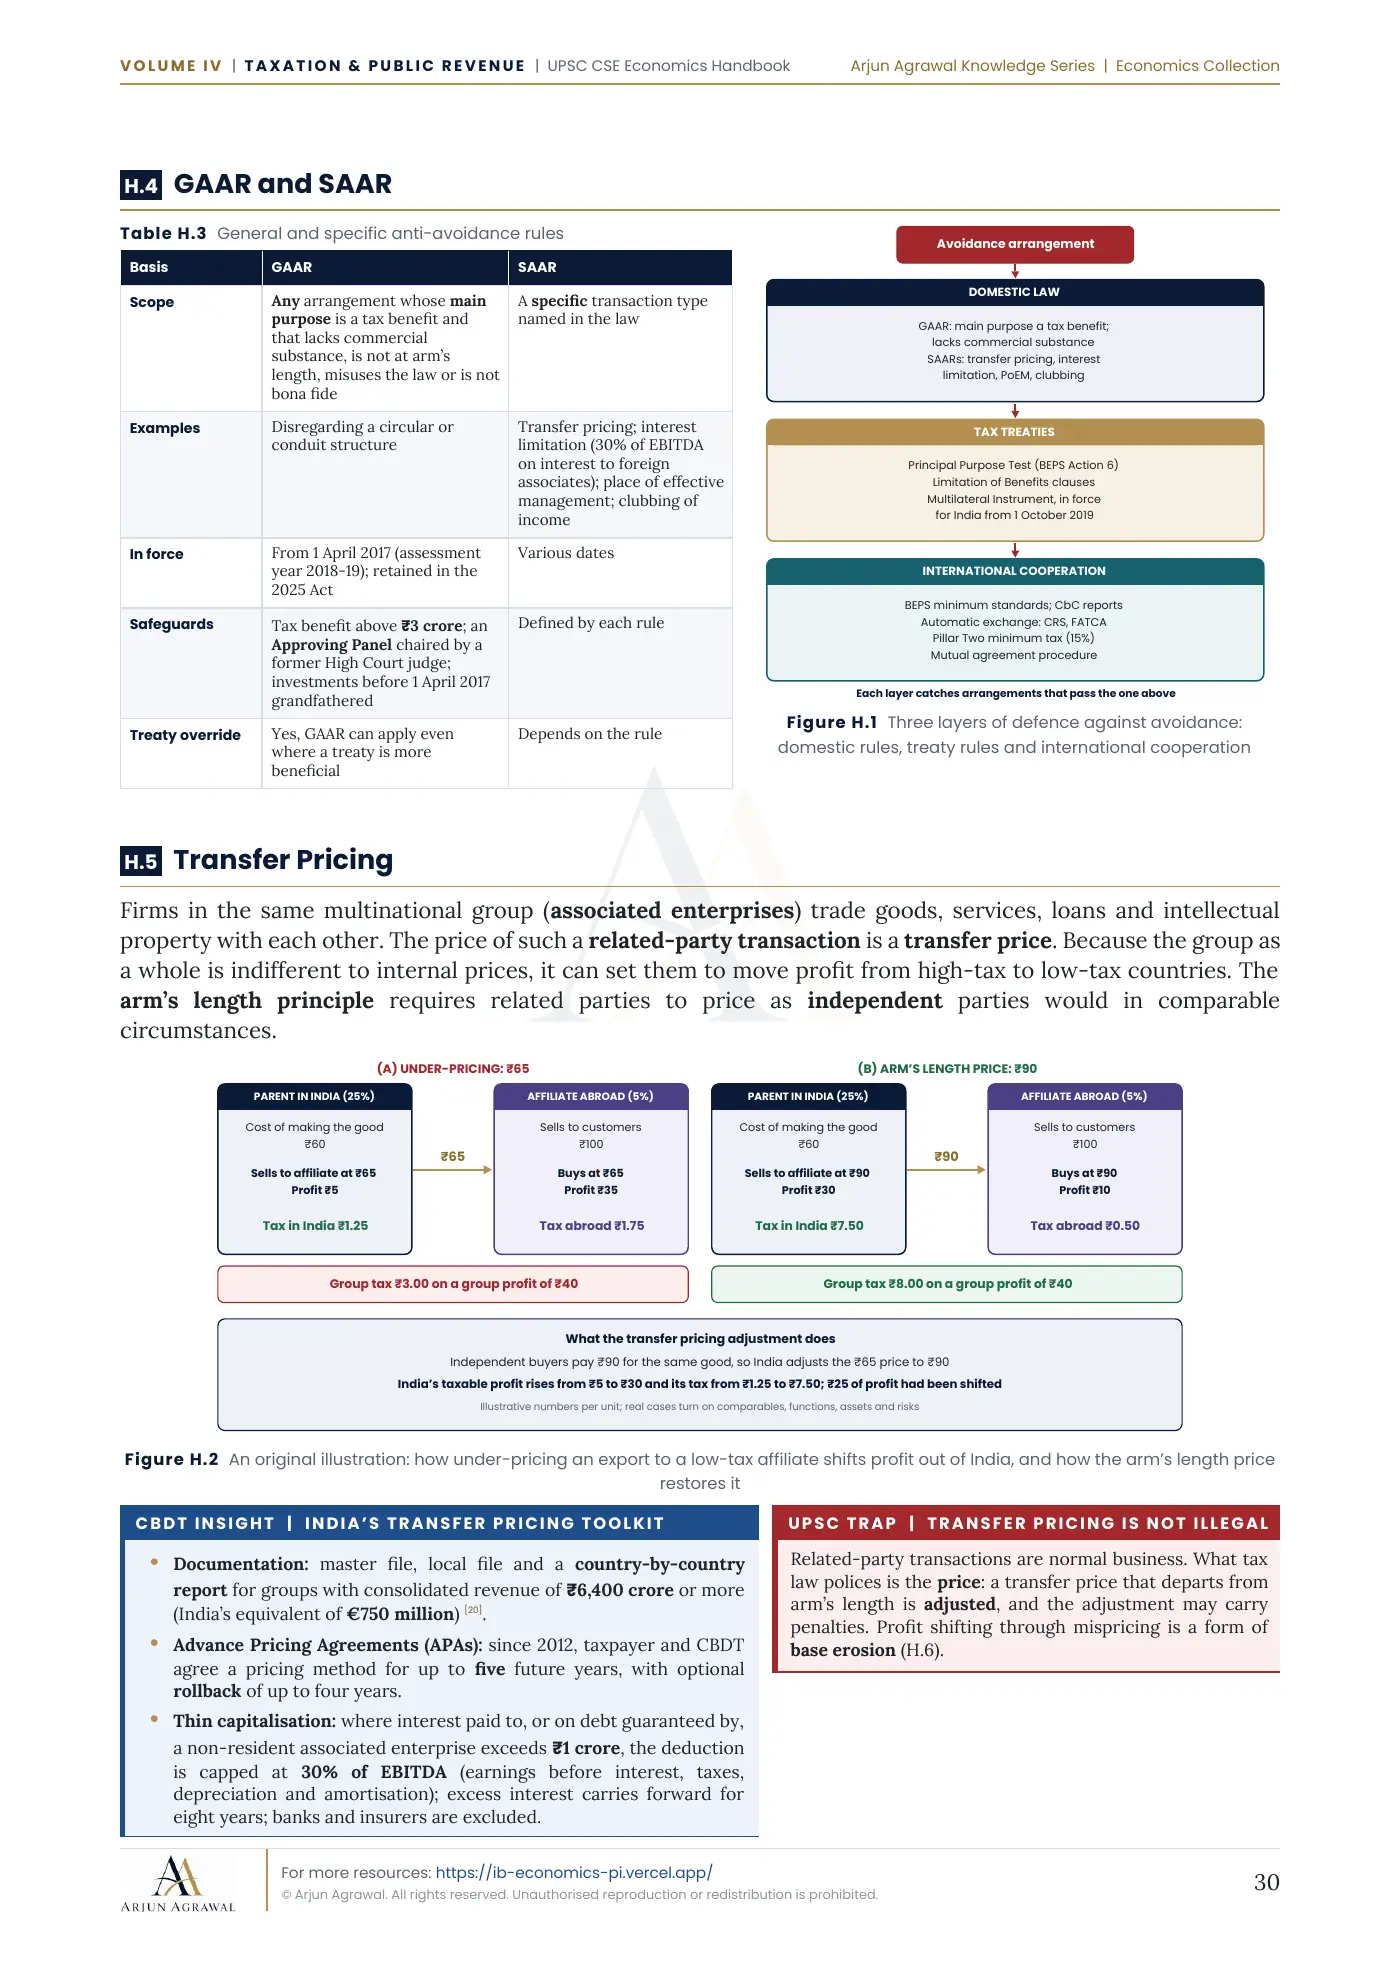 VOLUME IV | TAXATION & PUBLIC REVENUE | UPSC CSE Economics Handbook
Arjun Agrawal Knowledge Series | Economics Collection
H.4 GAAR and SAAR
Table H.3 General and specific anti-avoidance rules
Basis
GAAR
SAAR
Scope
Any arrangement whose main
purpose is a tax benefit and
that lacks commercial
substance, is not at arm’s
length, misuses the law or is not
bona fide
A specific transaction type
named in the law
Examples
Disregarding a circular or
conduit structure
Transfer pricing; interest
limitation (30% of EBITDA
on interest to foreign
associates); place of effective
management; clubbing of
income
In force
From 1 April 2017 (assessment
year 2018-19); retained in the
2025 Act
Various dates
Safeguards
Tax benefit above ₹3 crore; an
Approving Panel chaired by a
former High Court judge;
investments before 1 April 2017
grandfathered
Defined by each rule
Treaty override
Yes, GAAR can apply even
where a treaty is more
beneficial
Depends on the rule
Avoidance arrangement
DOMESTIC LAW
GAAR: main purpose a tax benefit;
lacks commercial substance
SAARs: transfer pricing, interest
limitation, PoEM, clubbing
TAX TREATIES
Principal Purpose Test (BEPS Action 6)
Limitation of Benefits clauses
Multilateral Instrument, in force
for India from 1 October 2019
INTERNATIONAL COOPERATION
BEPS minimum standards; CbC reports
Automatic exchange: CRS, FATCA
Pillar Two minimum tax (15%)
Mutual agreement procedure
Each layer catches arrangements that pass the one above
Figure H.1 Three layers of defence against avoidance:
domestic rules, treaty rules and international cooperation
H.5 Transfer Pricing
Firms in the same multinational group (associated enterprises) trade goods, services, loans and intellectual
property with each other. The price of such a related-party transaction is a transfer price. Because the group as
a whole is indifferent to internal prices, it can set them to move profit from high-tax to low-tax countries. The
arm’s length principle requires related parties to price as independent parties would in comparable
circumstances.
(A) UNDER-PRICING: ₹65
PARENT IN INDIA (25%)
Cost of making the good
₹60
Sells to affiliate at ₹65
Profit ₹5
Tax in India ₹1.25
₹65
AFFILIATE ABROAD (5%)
Sells to customers
₹100
Buys at ₹65
Profit ₹35
Tax abroad ₹1.75
Group tax ₹3.00 on a group profit of ₹40
(B) ARM’S LENGTH PRICE: ₹90
PARENT IN INDIA (25%)
Cost of making the good
₹60
Sells to affiliate at ₹90
Profit ₹30
Tax in India ₹7.50
₹90
AFFILIATE ABROAD (5%)
Sells to customers
₹100
Buys at ₹90
Profit ₹10
Tax abroad ₹0.50
Group tax ₹8.00 on a group profit of ₹40
What the transfer pricing adjustment does
Independent buyers pay ₹90 for the same good, so India adjusts the ₹65 price to ₹90
India’s taxable profit rises from ₹5 to ₹30 and its tax from ₹1.25 to ₹7.50; ₹25 of profit had been shifted
Illustrative numbers per unit; real cases turn on comparables, functions, assets and risks
Figure H.2 An original illustration: how under-pricing an export to a low-tax affiliate shifts profit out of India, and how the arm’s length price
restores it
CBDT INSIGHT | INDIA’S TRANSFER PRICING TOOLKIT
• Documentation: master file, local file and a country-by-country
report for groups with consolidated revenue of ₹6,400 crore or more
(India’s equivalent of €750 million) [20].
• Advance Pricing Agreements (APAs): since 2012, taxpayer and CBDT
agree a pricing method for up to five future years, with optional
rollback of up to four years.
• Thin capitalisation: where interest paid to, or on debt guaranteed by,
a non-resident associated enterprise exceeds ₹1 crore, the deduction
is capped at 30% of EBITDA (earnings before interest, taxes,
depreciation and amortisation); excess interest carries forward for
eight years; banks and insurers are excluded.
UPSC TRAP | TRANSFER PRICING IS NOT ILLEGAL
Related-party transactions are normal business. What tax
law polices is the price: a transfer price that departs from
arm’s length is adjusted, and the adjustment may carry
penalties. Profit shifting through mispricing is a form of
base erosion (H.6).
ARJUN AGRAWAL
For more resources: https://ib-economics-pi.vercel.app/
© Arjun Agrawal. All rights reserved. Unauthorised reproduction or redistribution is prohibited.
30